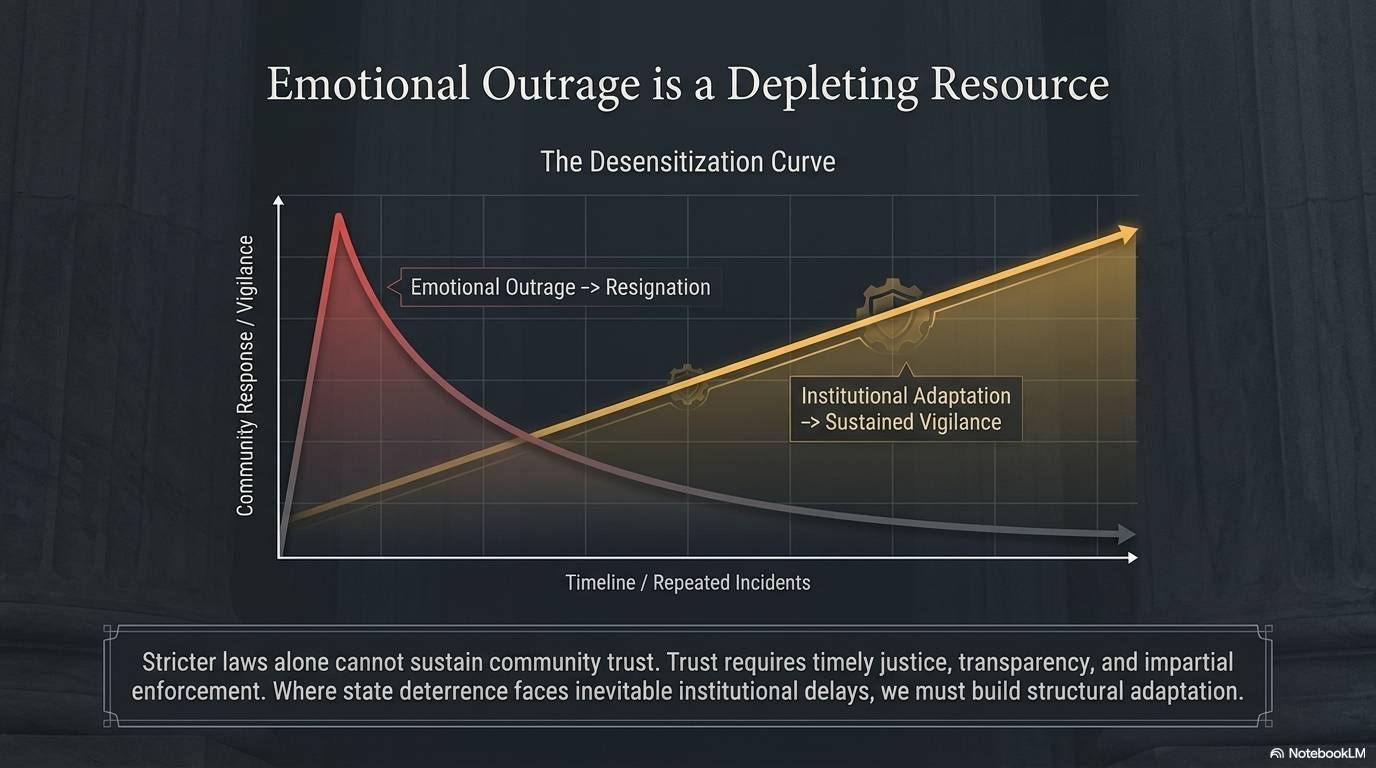 Emotional Outrage is a Depleting Resource
The Desensitization Curve
Community Response / Vigilance
Emotional Outrage –> Resignation
Institutional Adaptation
–> Sustained Vigilance
Timeline / Repeated Incidents
Stricter laws alone cannot sustain community trust. Trust requires timely justice, transparency, and impartial
enforcement. Where state deterrence faces inevitable institutional delays, we must build structural adaptation.
NotebookLM